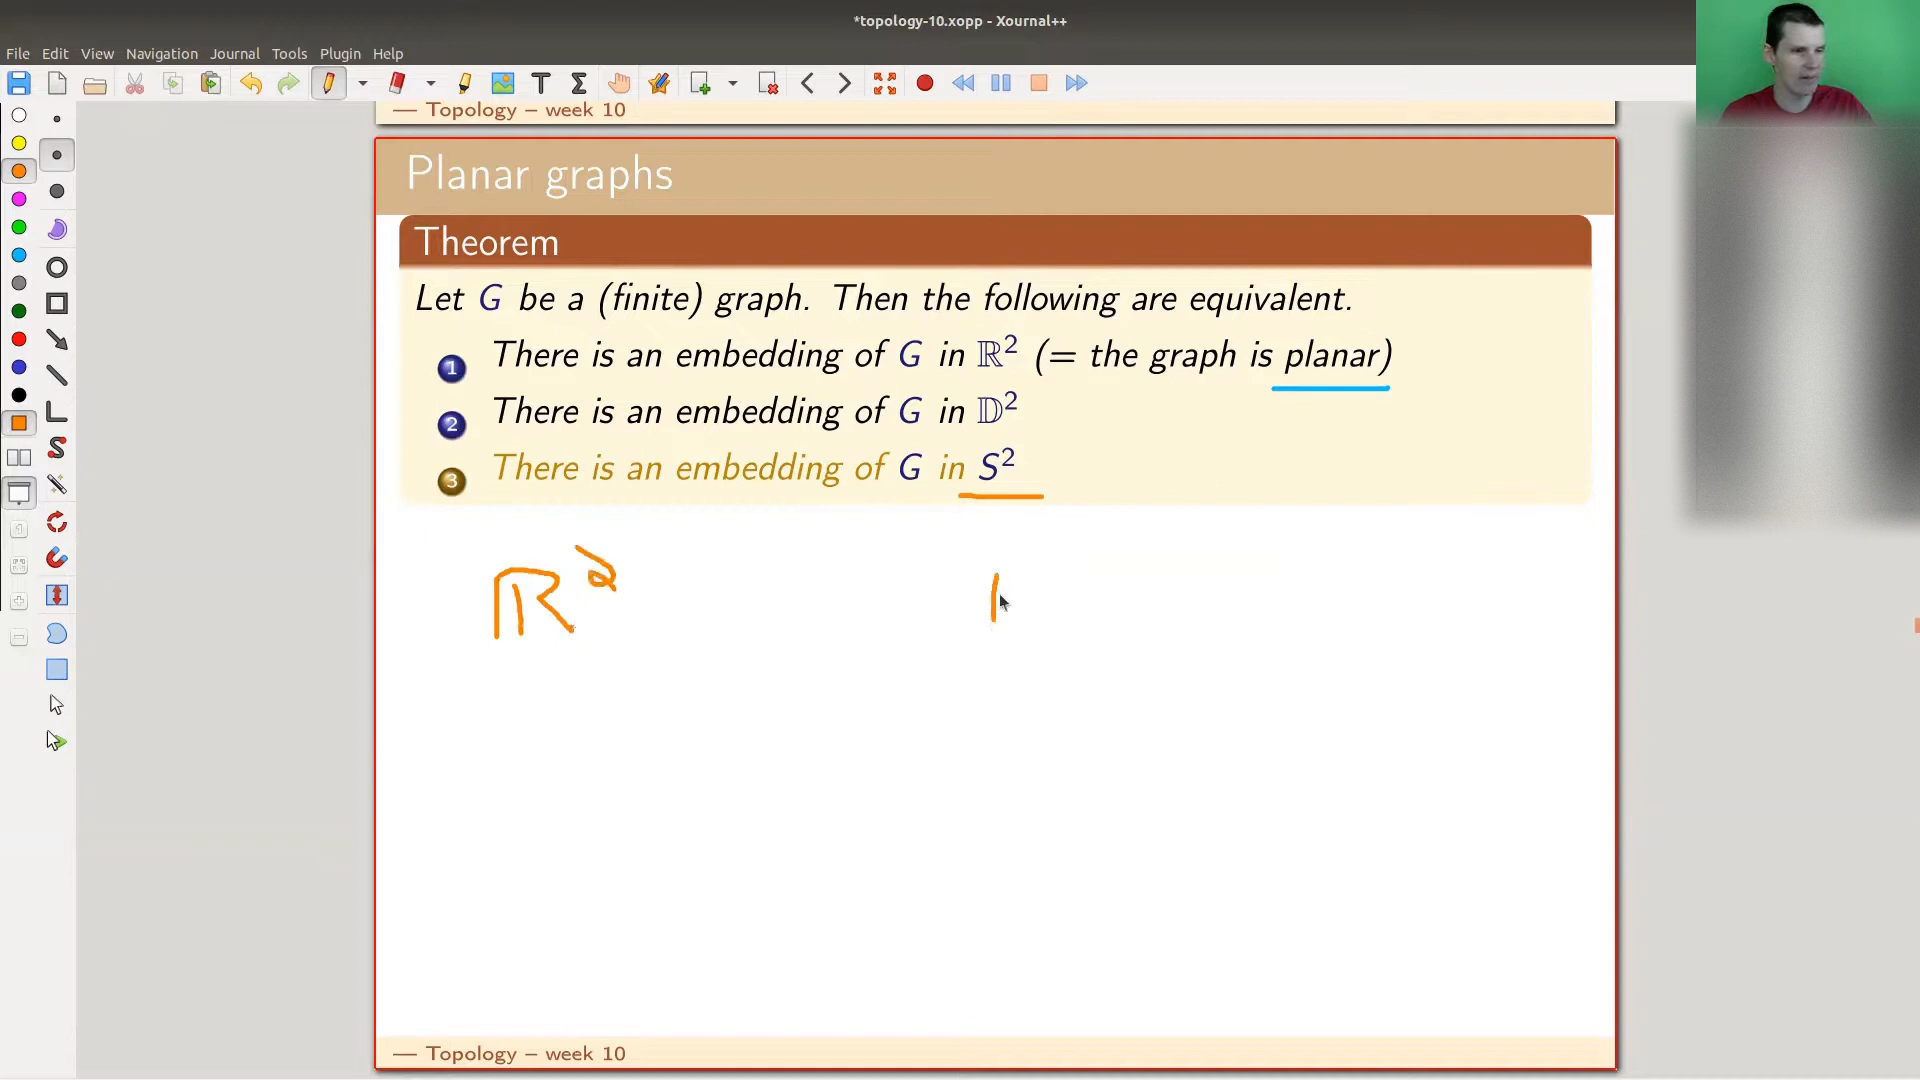 *topology-10.xopp - Xournal++
File Edit View Navigation Journal Tools Plugin Help
— Topology – week 10
Planar graphs
Theorem
Let G be a (finite) graph. Then the following are equivalent.
1 There is an embedding of G in ℝ² (= the graph is planar)
2 There is an embedding of G in 𝔻²
3 There is an embedding of G in S²
ℝ²
— Topology – week 10